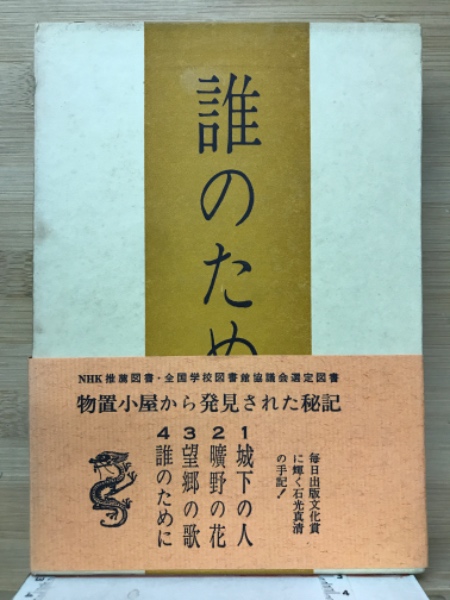 誰のため
NHK推薦図書・全国学校図書館協議会選定図書
物置小屋から発見された秘記
毎日出版文化賞
に輝く石光真清
の手記!
1 城下の人
2 曠野の花
3 望郷の歌
4 誰のために